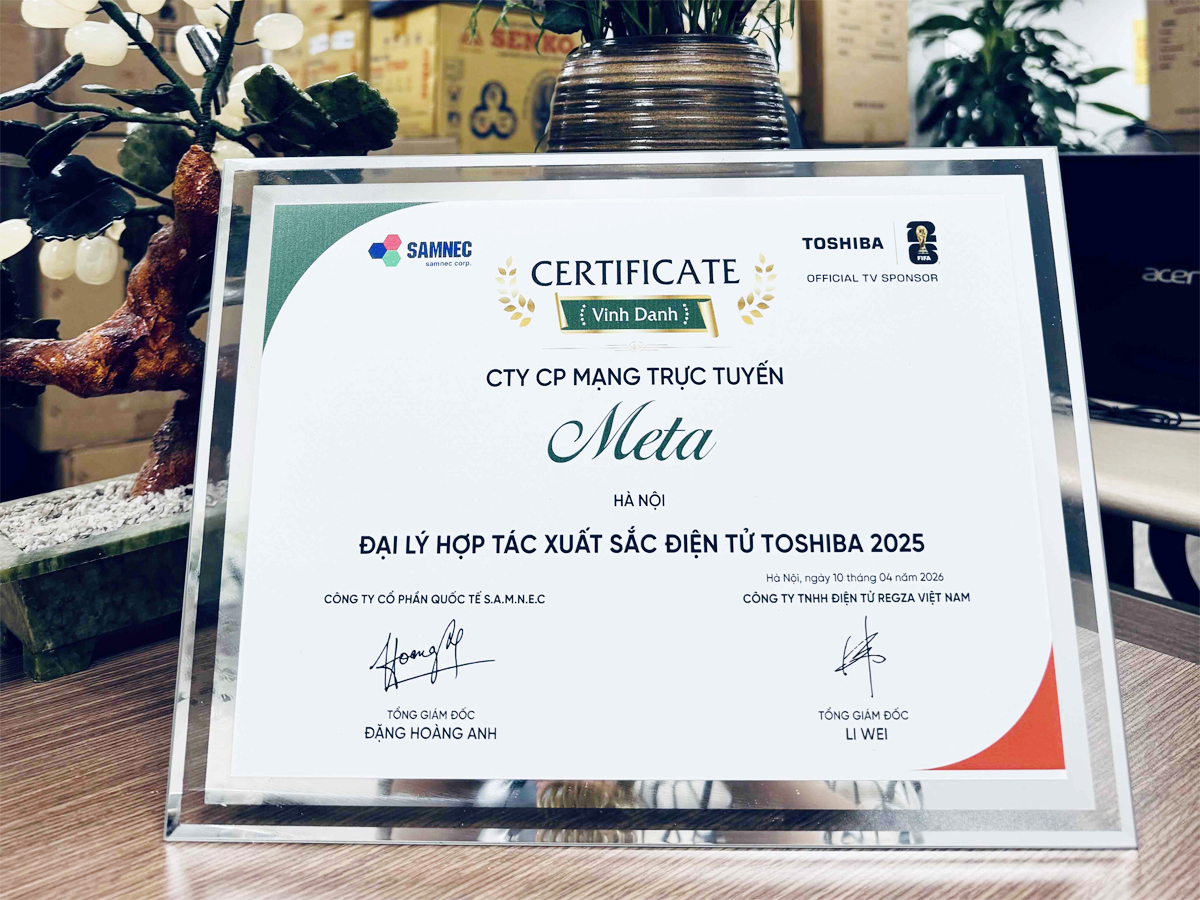 SENKO
SAMNEC
samnec corp.
TOSHIBA
FIFA
OFFICIAL TV SPONSOR
CERTIFICATE
Vinh Danh
acer
CTY CP MẠNG TRỰC TUYẾN
Meta
HÀ NỘI
ĐẠI LÝ HỢP TÁC XUẤT SẮC ĐIỆN TỬ TOSHIBA 2025
Hà Nội, ngày 10 tháng 04 năm 2026
CÔNG TY CỔ PHẦN QUỐC TẾ S.A.M.N.E.C
CÔNG TY TNHH ĐIỆN TỬ REGZA VIỆT NAM
TỔNG GIÁM ĐỐC
ĐẶNG HOÀNG ANH
TỔNG GIÁM ĐỐC
LI WEI